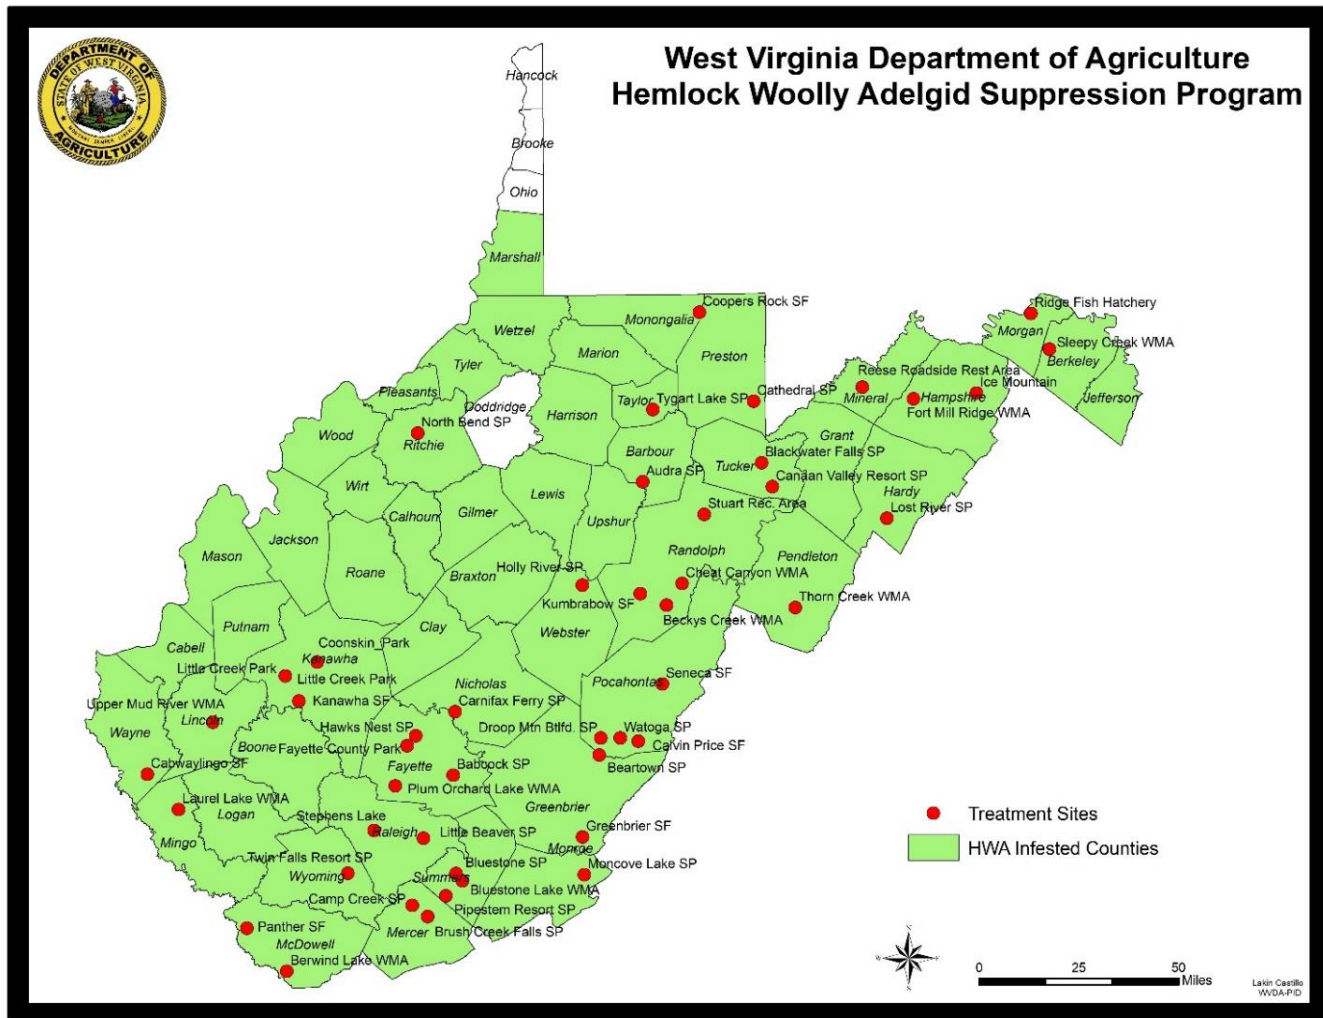 West Virginia Department of Agriculture
Hemlock Woolly Adelgid Suppression Program
DEPARTMENT OF
STATE OF WEST VIRGINIA
AGRICULTURE
Hancock
Brooke
Ohio
Marshall
Coopers Rock SF
Ridge Fish Hatchery
Monongalia
Wetzel
Morgan
Sleepy Creek WMA
Marion
Preston
Berkeley
Tyler
Reese Roadside Rest Area
Ice Mountain
Pleasants
Cathedral SP
Mineral
Hampshire
Jefferson
Doddridge
Taylor
Tygart Lake SP
Fort Mill Ridge WMA
Harrison
North Bend SP
Wood
Ritchie
Grant
Barbour
Blackwater Falls SP
Tucker
Audra SP
Canaan Valley Resort SP
Wirt
Lewis
Hardy
Stuart Rec. Area
Lost River SP
Calhoun
Gilmer
Upshur
Jackson
Mason
Randolph
Pendleton
Roane
Braxton
Holly River SP
Cheat Canyon WMA
Kumbrabow SF
Thorn Creek WMA
Beckys Creek WMA
Putnam
Clay
Webster
Cabell
Coonskin_Park
Kanawha
Little Creek Park
Little Creek Park
Seneca SF
Pocahontas
Nicholas
Upper Mud River WMA
Kanawha SF
Carnifax Ferry SP
Lincoln
Hawks Nest SP
Droop Mtn Btlfd. SP
Watoga SP
Wayne
Boone
Fayette County Park
Calvin Price SF
Cabwaylingo SF
Fayette
Babcock SP
Beartown SP
Plum Orchard Lake WMA
Laurel Lake WMA
Logan
Greenbrier
Stephens Lake
Treatment Sites
Raleigh
Little Beaver SP
Greenbrier SF
Mingo
Monroe
HWA Infested Counties
Twin Falls Resort SP
Bluestone SP
Moncove Lake SP
Wyoming
Summers
Bluestone Lake WMA
Camp Creek SP
Pipestem Resort SP
Panther SF
Mercer
Brush Creek Falls SP
McDowell
Berwind Lake WMA
N
W
E
S
0
25
50
Miles
Lakin Castillo
WVDA-PID